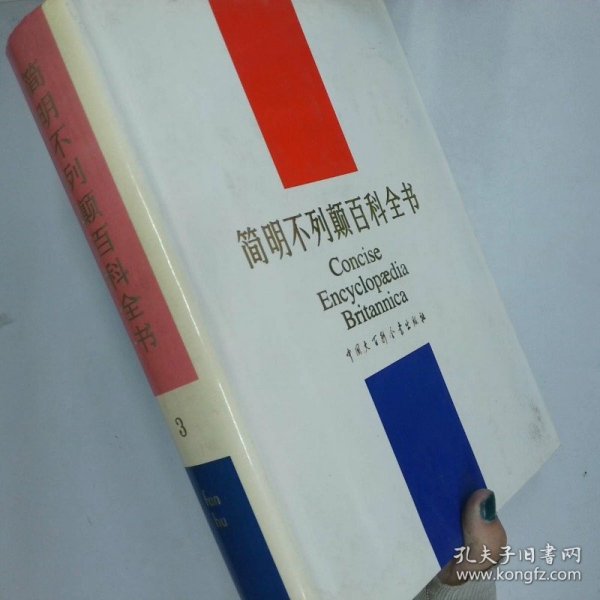 简明不列颠百科全书
3
fan
hu
简明不列颠百科全书
Concise
Encyclopædia
Britannica
中国大百科全书出版社
孔夫子旧书网
www.kongfz.com